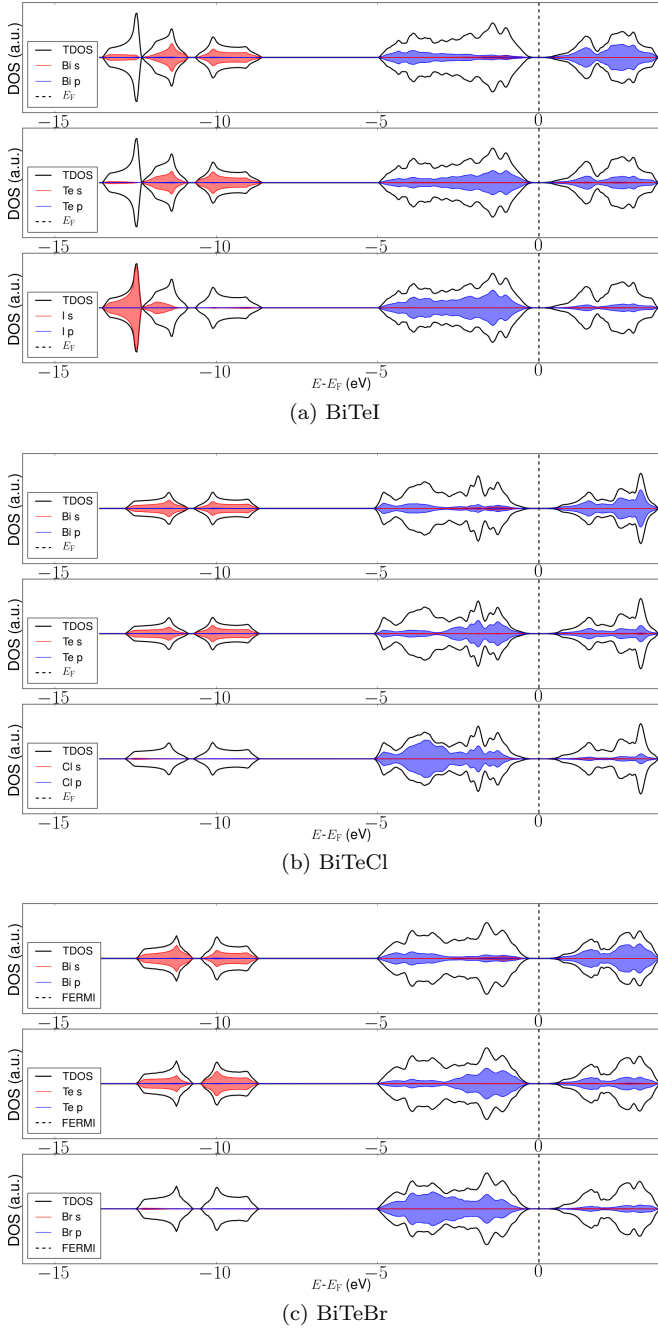 DOS (a.u.)
TDOS
Bi s
Bi p
E_F
−15
−10
−5
0
DOS (a.u.)
TDOS
Te s
Te p
E_F
−15
−10
−5
0
DOS (a.u.)
TDOS
I s
I p
E_F
−15
−10
−5
0
E-E_F (eV)
(a) BiTeI
DOS (a.u.)
TDOS
Bi s
Bi p
E_F
−15
−10
−5
0
DOS (a.u.)
TDOS
Te s
Te p
E_F
−15
−10
−5
0
DOS (a.u.)
TDOS
Cl s
Cl p
E_F
−15
−10
−5
0
E-E_F (eV)
(b) BiTeCl
DOS (a.u.)
TDOS
Bi s
Bi p
FERMI
−15
−10
−5
0
DOS (a.u.)
TDOS
Te s
Te p
FERMI
−15
−10
−5
0
DOS (a.u.)
TDOS
Br s
Br p
FERMI
−15
−10
−5
0
E-E_F (eV)
(c) BiTeBr